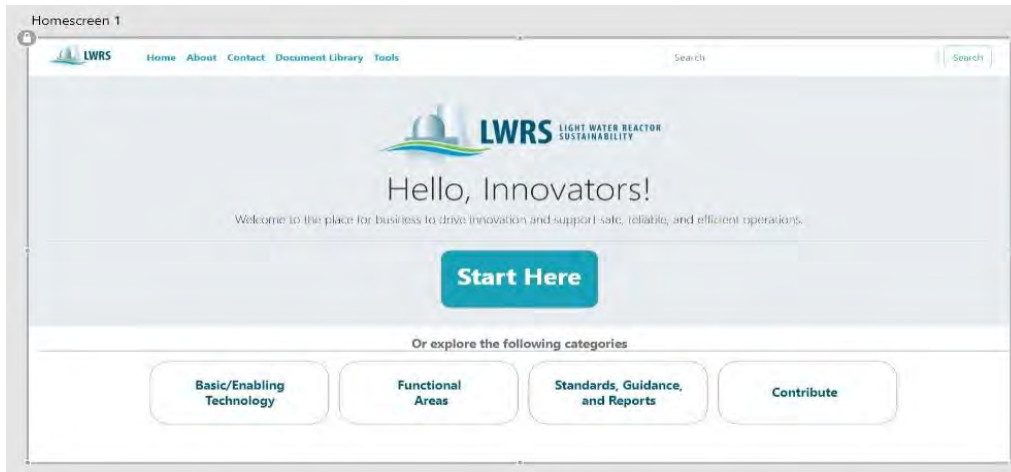 Homescreen 1
LWRS Home About Contact Document Library Tools Search Search
LWRS LIGHT WATER REACTOR
SUSTAINABILITY
Hello, Innovators!
Welcome to the place for business to drive innovation and support safe, reliable, and efficient operations.
Start Here
Or explore the following categories
Basic/Enabling
Technology
Functional
Areas
Standards, Guidance,
and Reports
Contribute